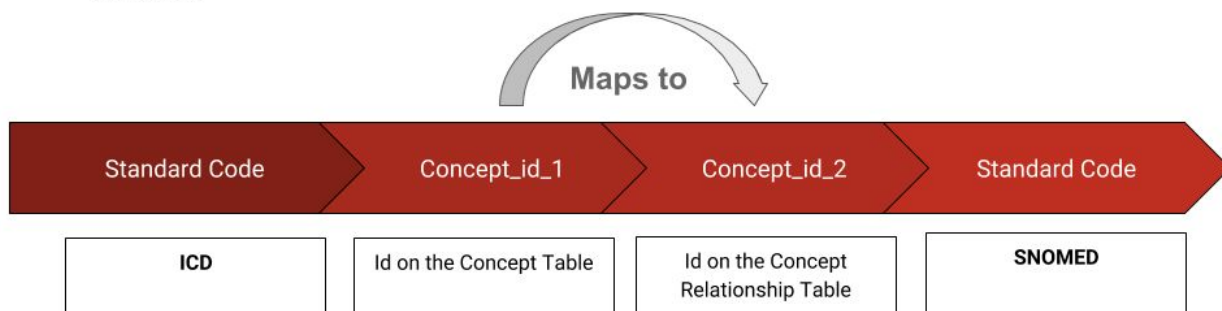 Maps to
Standard Code
Concept_id_1
Concept_id_2
Standard Code
ICD
Id on the Concept Table
Id on the Concept
Relationship Table
SNOMED